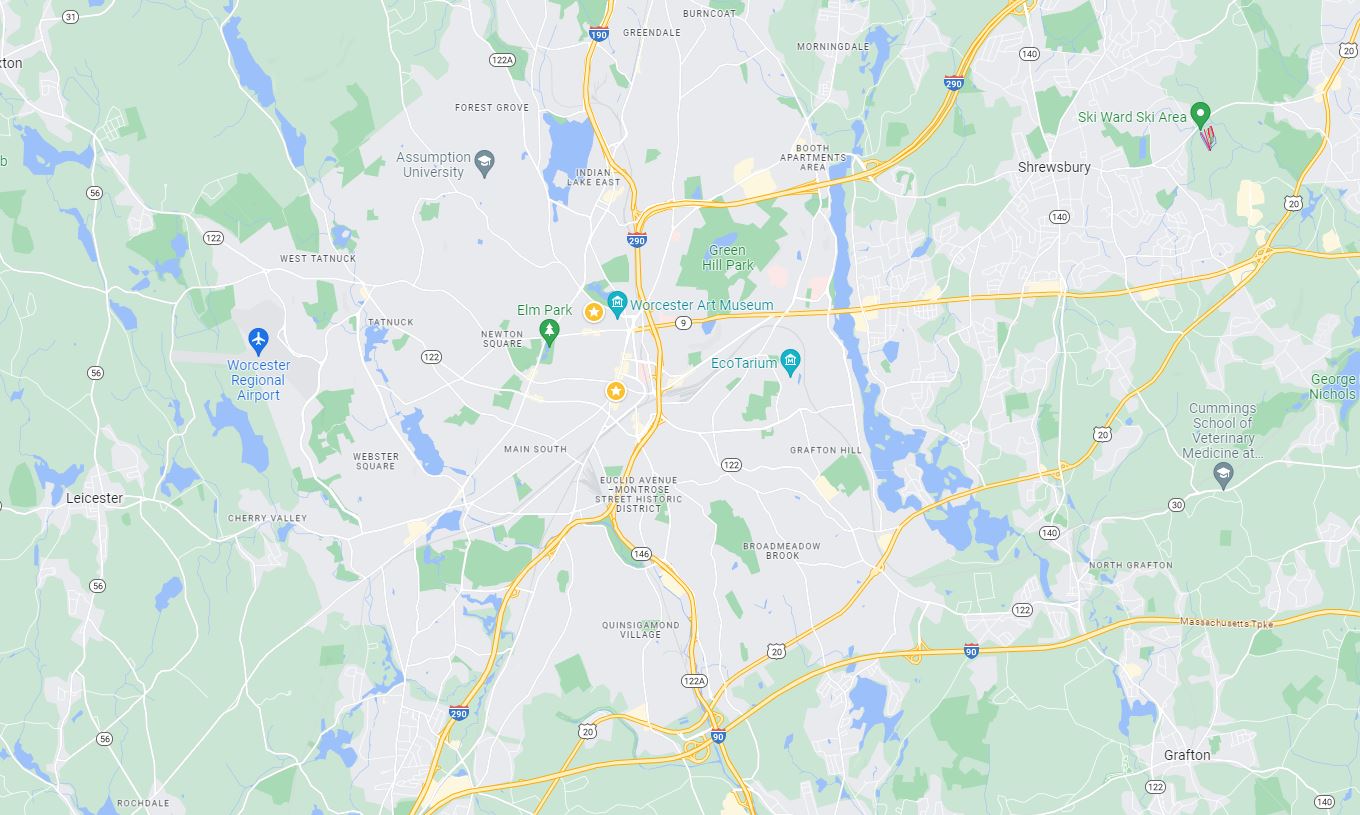 31
BURNCOAT
190
GREENDALE
MORNINGDALE
140
20
122A
xton
290
FOREST GROVE
Ski Ward Ski Area
b
Assumption
University
BOOTH
APARTMENTS
AREA
Shrewsbury
INDIAN
LAKE EAST
56
20
140
122
290
WEST TATNUCK
Green
Hill Park
Elm Park
Worcester Art Museum
TATNUCK
9
NEWTON
SQUARE
122
EcoTarium
Worcester
Regional
Airport
56
George
Nichols
Cummings
School of
Veterinary
Medicine at...
20
MAIN SOUTH
GRAFTON HILL
WEBSTER
SQUARE
122
EUCLID AVENUE
-MONTROSE
STREET HISTORIC
DISTRICT
Leicester
30
CHERRY VALLEY
140
146
BROADMEADOW
BROOK
NORTH GRAFTON
56
122
QUINSIGAMOND
VILLAGE
Massachusetts Tpke
20
90
122A
290
20
90
56
Grafton
122
ROCHDALE
140